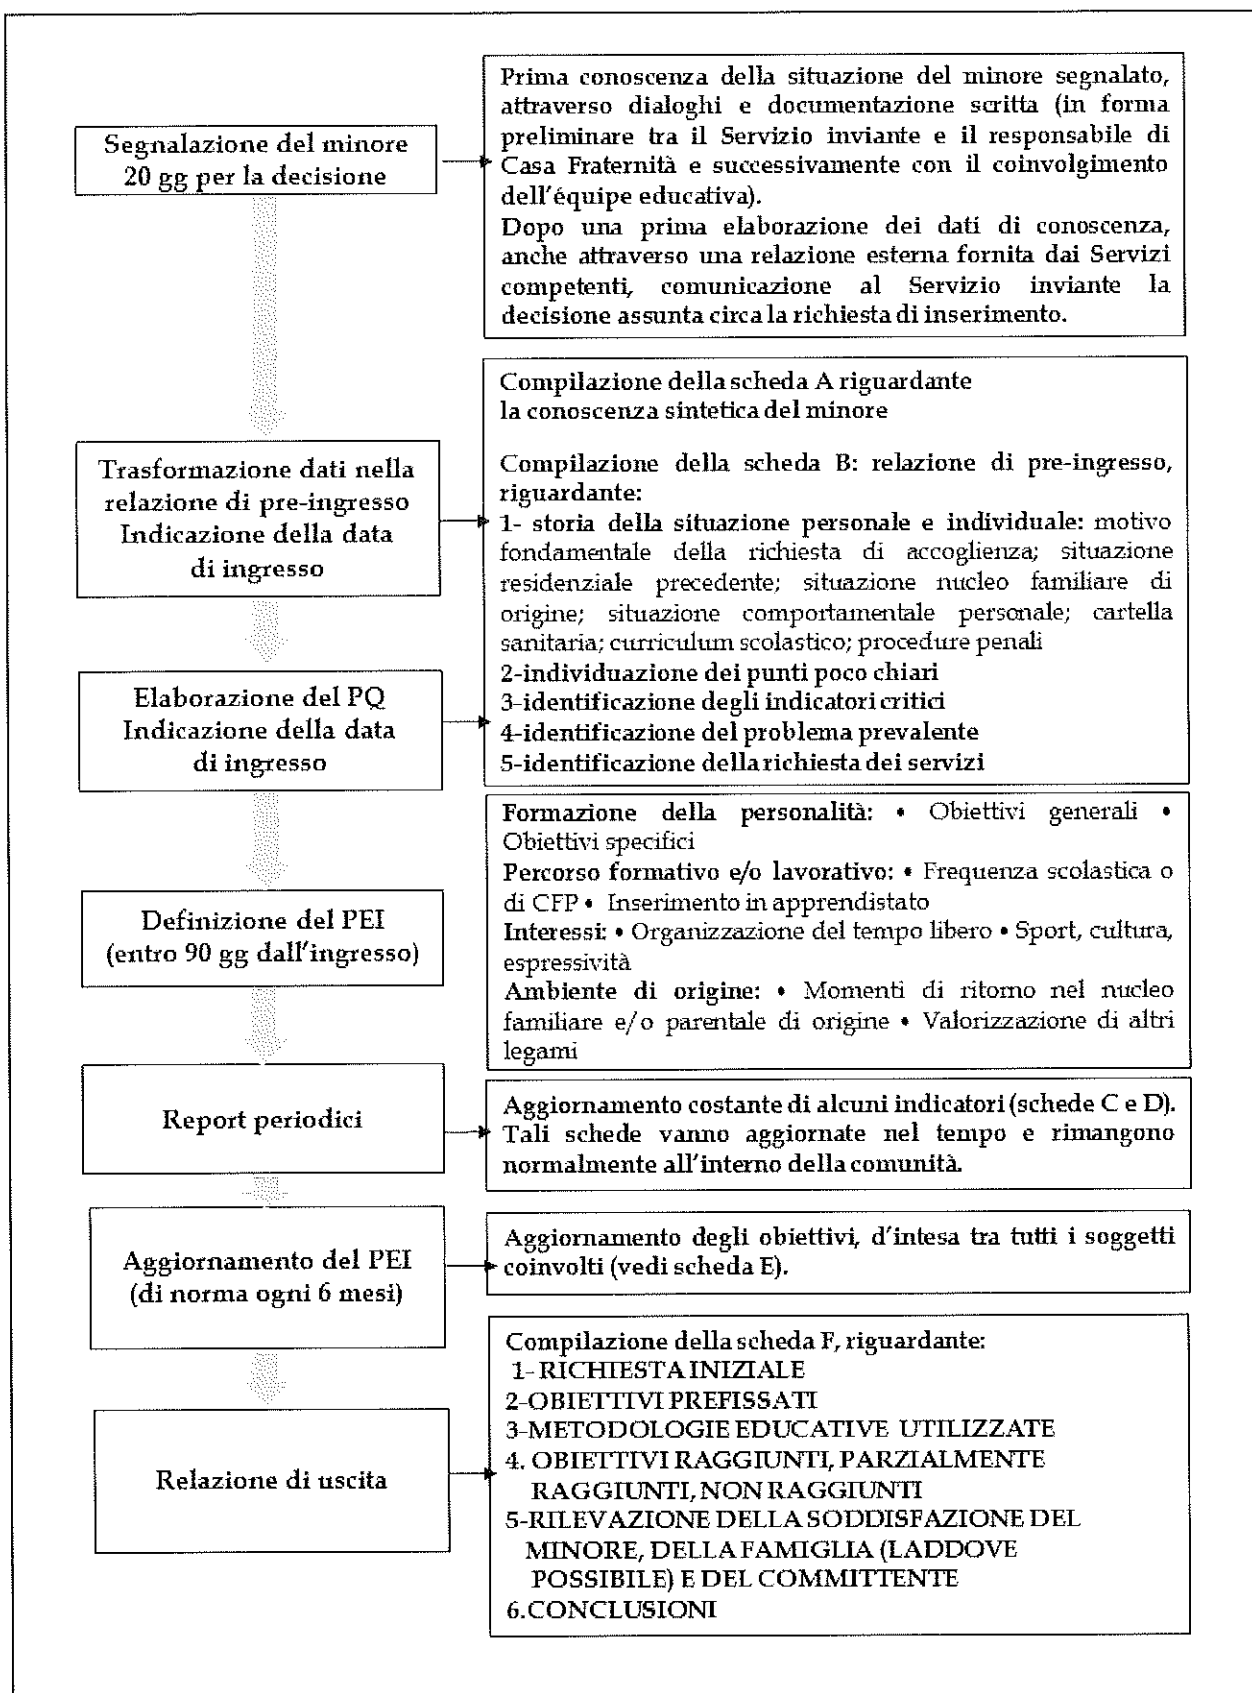 Segnalazione del minore
20 gg per la decisione
Prima conoscenza della situazione del minore segnalato,
attraverso dialoghi e documentazione scritta (in forma
preliminare tra il Servizio inviante e il responsabile di
Casa Fraternità e successivamente con il coinvolgimento
dell'équipe educativa).
Dopo una prima elaborazione dei dati di conoscenza,
anche attraverso una relazione esterna fornita dai Servizi
competenti, comunicazione al Servizio inviante la
decisione assunta circa la richiesta di inserimento.
Trasformazione dati nella
relazione di pre-ingresso
Indicazione della data
di ingresso
Elaborazione del PQ
Indicazione della data
di ingresso
Compilazione della scheda A riguardante
la conoscenza sintetica del minore
Compilazione della scheda B: relazione di pre-ingresso,
riguardante:
1- storia della situazione personale e individuale: motivo
fondamentale della richiesta di accoglienza; situazione
residenziale precedente; situazione nucleo familiare di
origine; situazione comportamentale personale; cartella
sanitaria; curriculum scolastico; procedure penali
2-individuazione dei punti poco chiari
3-identificazione degli indicatori critici
4-identificazione del problema prevalente
5-identificazione della richiesta dei servizi
Definizione del PEI
(entro 90 gg dall'ingresso)
Formazione della personalità: • Obiettivi generali •
Obiettivi specifici
Percorso formativo e/o lavorativo: • Frequenza scolastica o
di CFP • Inserimento in apprendistato
Interessi: • Organizzazione del tempo libero • Sport, cultura,
espressività
Ambiente di origine: • Momenti di ritorno nel nucleo
familiare e/o parentale di origine • Valorizzazione di altri
legami
Report periodici
Aggiornamento costante di alcuni indicatori (schede C e D).
Tali schede vanno aggiornate nel tempo e rimangono
normalmente all'interno della comunità.
Aggiornamento del PEI
(di norma ogni 6 mesi)
Aggiornamento degli obiettivi, d'intesa tra tutti i soggetti
coinvolti (vedi scheda E).
Relazione di uscita
Compilazione della scheda F, riguardante:
1- RICHIESTA INIZIALE
2-OBIETTIVI PREFISSATI
3-METODOLOGIE EDUCATIVE UTILIZZATE
4. OBIETTIVI RAGGIUNTI, PARZIALMENTE
RAGGIUNTI, NON RAGGIUNTI
5-RILEVAZIONE DELLA SODDISFAZIONE DEL
MINORE, DELLA FAMIGLIA (LADDOVE
POSSIBILE) E DEL COMMITTENTE
6.CONCLUSIONI